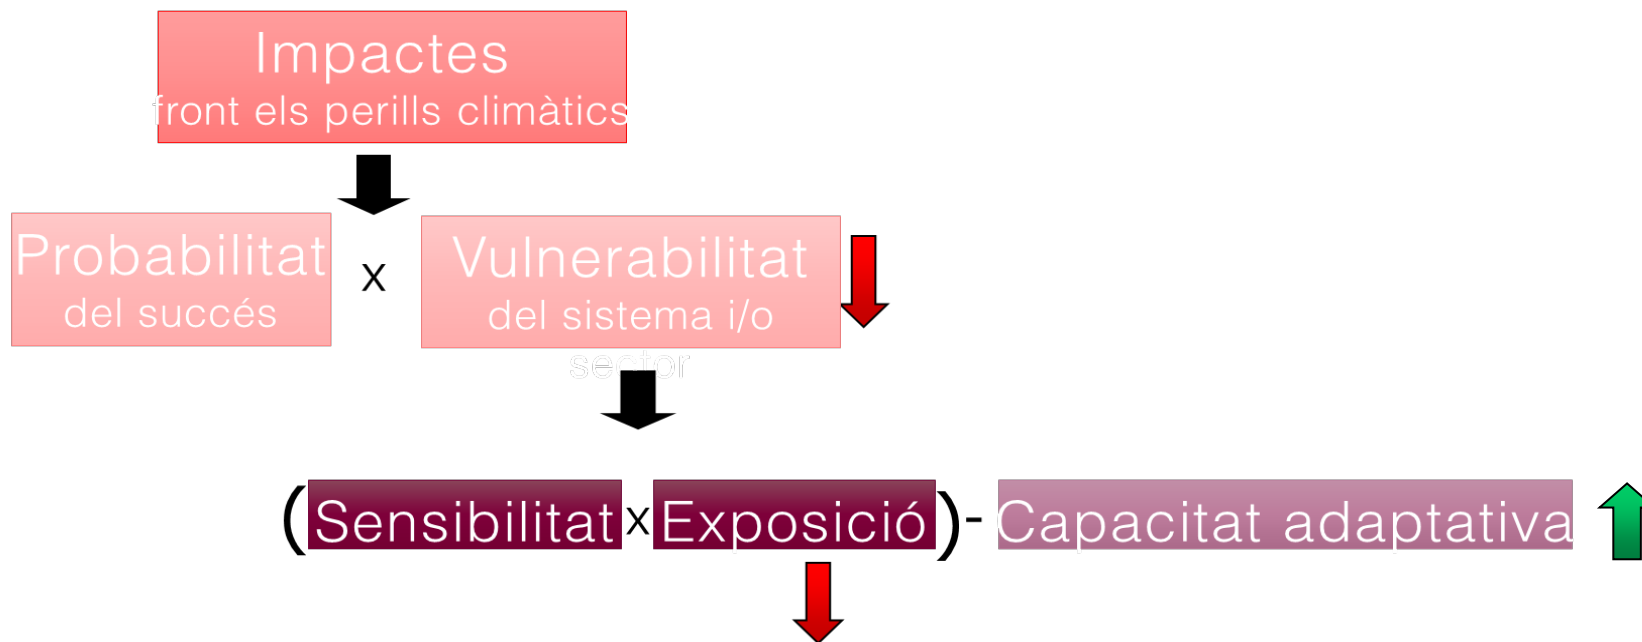 Impactes
front els perills climàtics
Probabilitat
del succés
x
Vulnerabilitat
del sistema i/o
sector
(Sensibilitat x Exposició) - Capacitat adaptativa